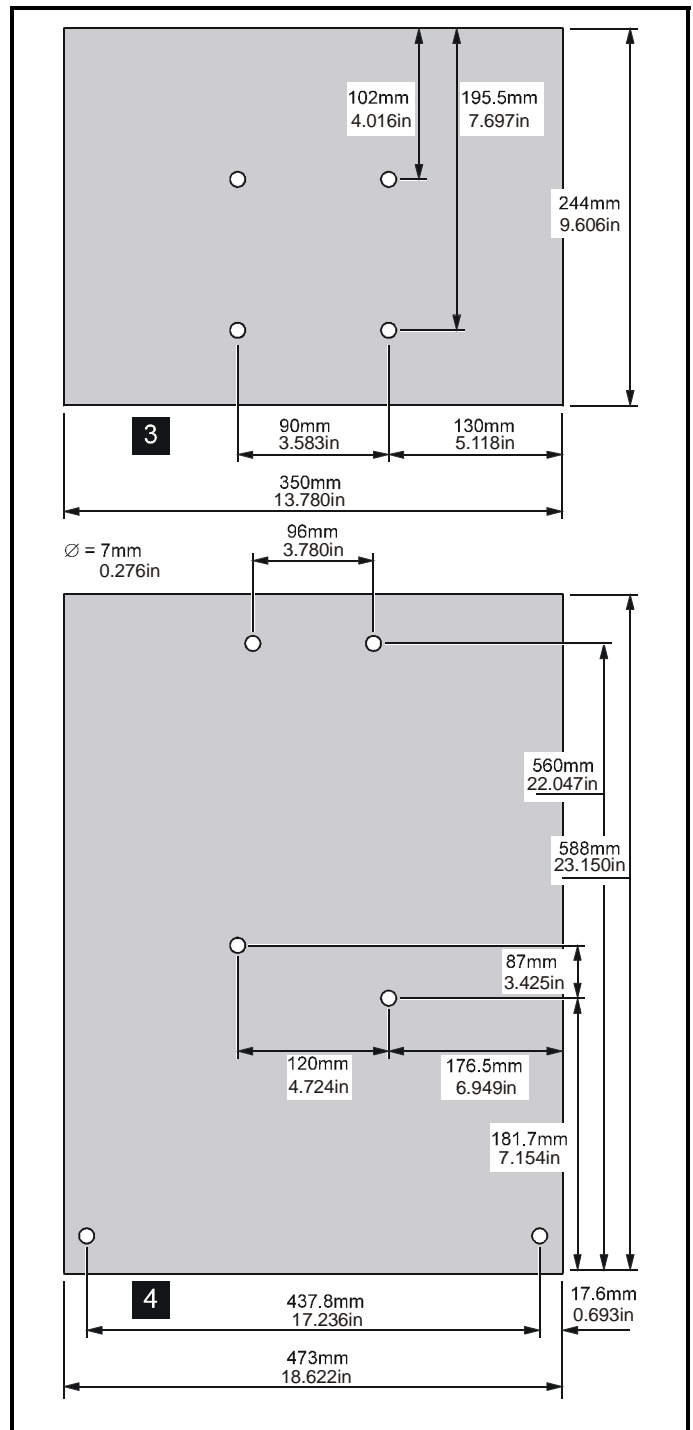 102mm
4.016in
195.5mm
7.697in
244mm
9.606in
3
90mm
3.583in
130mm
5.118in
350mm
13.780in
96mm
3.780in
∅ = 7mm
0.276in
560mm
22.047in
588mm
23.150in
87mm
3.425in
120mm
4.724in
176.5mm
6.949in
181.7mm
7.154in
4
437.8mm
17.236in
17.6mm
0.693in
473mm
18.622in